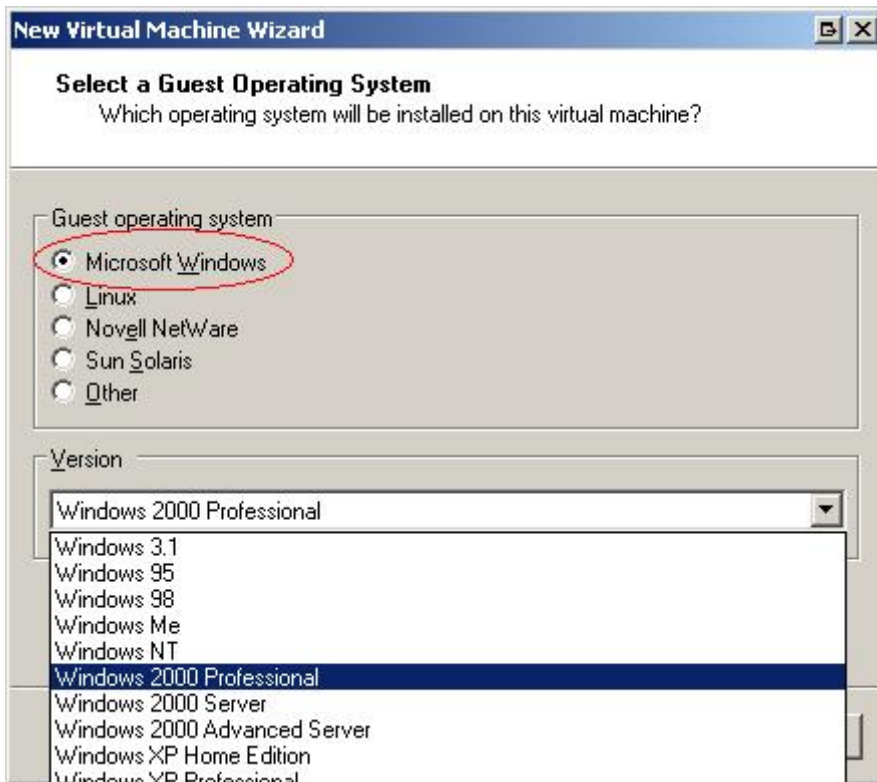 New Virtual Machine Wizard
Select a Guest Operating System
Which operating system will be installed on this virtual machine?
Guest operating system
Microsoft Windows
Linux
Novell NetWare
Sun Solaris
Other
Version
Windows 2000 Professional
Windows 3.1
Windows 95
Windows 98
Windows Me
Windows NT
Windows 2000 Professional
Windows 2000 Server
Windows 2000 Advanced Server
Windows XP Home Edition
Windows XP Professional